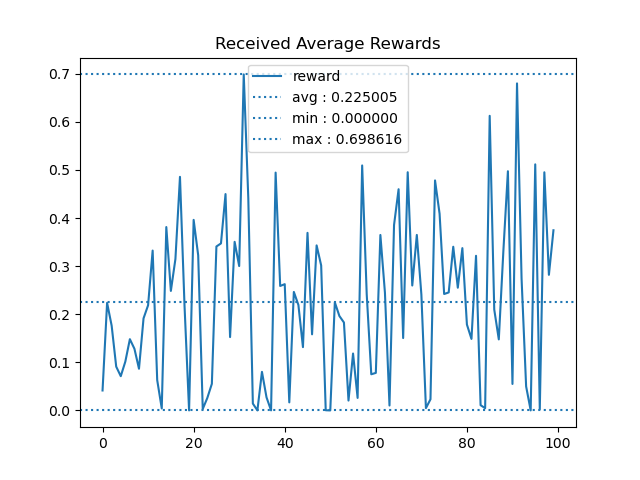 Received Average Rewards
reward
avg : 0.225005
min : 0.000000
max : 0.698616
0.7
0.6
0.5
0.4
0.3
0.2
0.1
0.0
0 20 40 60 80 100